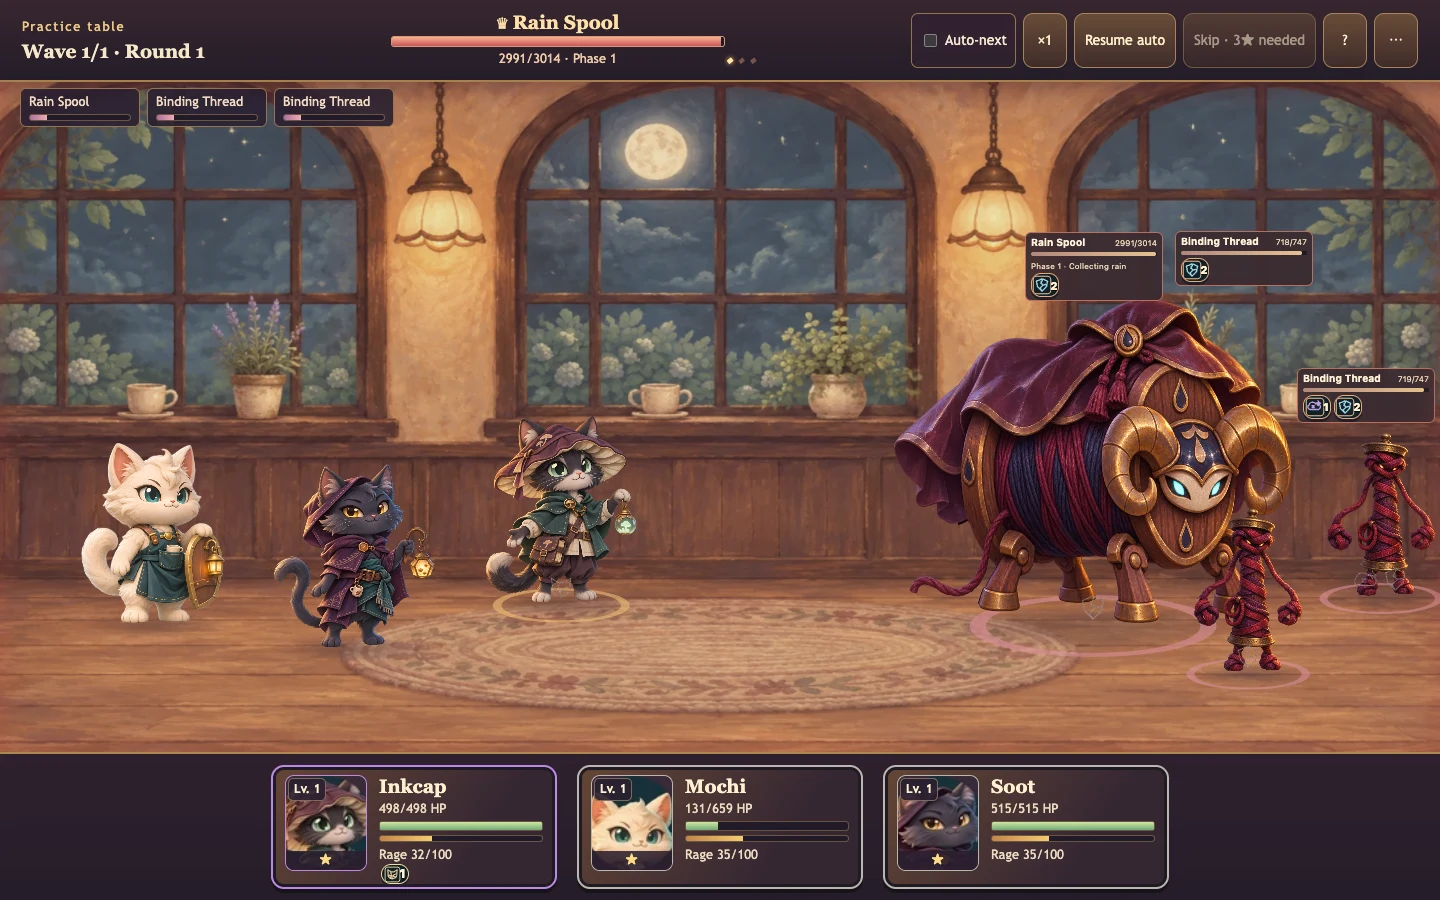 Practice table
Wave 1/1 · Round 1
♛ Rain Spool
2991/3014 · Phase 1
Auto-next
×1
Resume auto
Skip · 3★ needed
?
...
Rain Spool
Binding Thread
Binding Thread
Rain Spool 2991/3014
Phase 1 · Collecting rain
2
Binding Thread 718/747
2
Binding Thread 719/747
1 2
Lv. 1
Inkcap
498/498 HP
Rage 32/100
1
Lv. 1
Mochi
131/659 HP
Rage 35/100
Lv. 1
Soot
515/515 HP
Rage 35/100